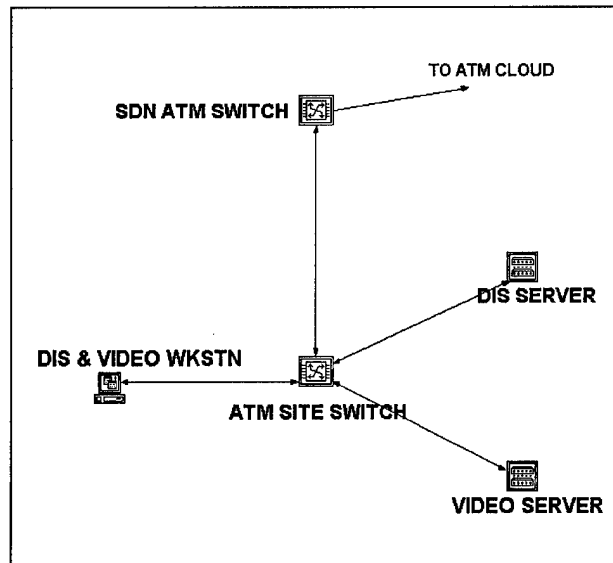 TO ATM CLOUD
SDN ATM SWITCH
DIS SERVER
DIS & VIDEO WKSTN
ATM SITE SWITCH
VIDEO SERVER